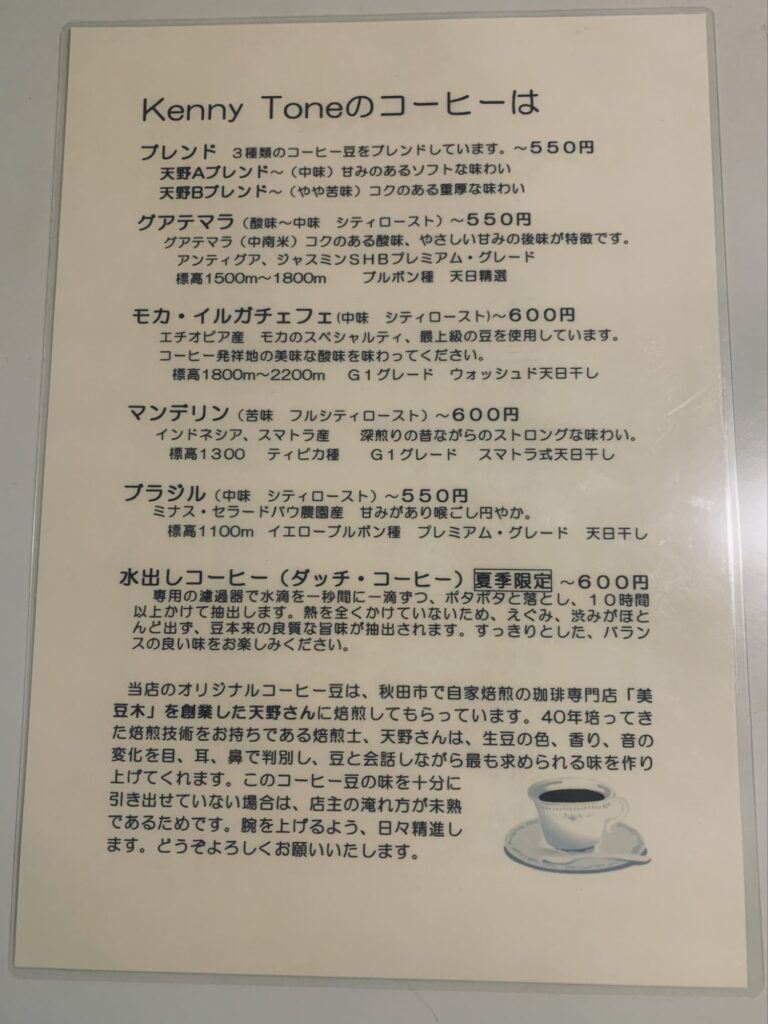 Kenny Toneのコーヒーは
ブレンド　３種類のコーヒー豆をブレンドしています。～５５０円
天野Ａブレンド～（中味）甘みのあるソフトな味わい
天野Ｂブレンド～（やや苦味）コクのある重厚な味わい
グアテマラ（酸味～中味　シティロースト）～５５０円
グアテマラ（中南米）コクのある酸味、やさしい甘みの後味が特徴です。
アンティグア、ジャスミンＳＨＢプレミアム・グレード
標高1500m～1800m　　ブルボン種　天日精選
モカ・イルガチェフェ(中味　シティロースト)～６００円
エチオピア産　モカのスペシャルティ、最上級の豆を使用しています。
コーヒー発祥地の美味な酸味を味わってください。
標高1800m～2200m　Ｇ１グレード　ウォッシュド天日干し
マンデリン（苦味　フルシティロースト）～６００円
インドネシア、スマトラ産　　深煎りの昔ながらのストロングな味わい。
標高1300　ティピカ種　　Ｇ１グレード　スマトラ式天日干し
ブラジル（中味　シティロースト）～５５０円
ミナス・セラードバウ農園産　甘みがあり喉ごし円やか。
標高1100m　イエローブルボン種　プレミアム・グレード　天日干し
水出しコーヒー（ダッチ・コーヒー）夏季限定　～６００円
専用の濾過器で水滴を一秒間に一滴ずつ、ポタポタと落とし、１０時間
以上かけて抽出します。熱を全くかけていないため、えぐみ、渋みがほと
んど出ず、豆本来の良質な旨味が抽出されます。すっきりとした、バラン
スの良い味をお楽しみください。
当店のオリジナルコーヒー豆は、秋田市で自家焙煎の珈琲専門店「美
豆木」を創業した天野さんに焙煎してもらっています。40年培ってき
た焙煎技術をお持ちである焙煎士、天野さんは、生豆の色、香り、音の
変化を目、耳、鼻で判別し、豆と会話しながら最も求められる味を作り
上げてくれます。このコーヒー豆の味を十分に
引き出せていない場合は、店主の淹れ方が未熟
であるためです。腕を上げるよう、日々精進し
ます。どうぞよろしくお願いいたします。